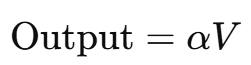 Output = αV